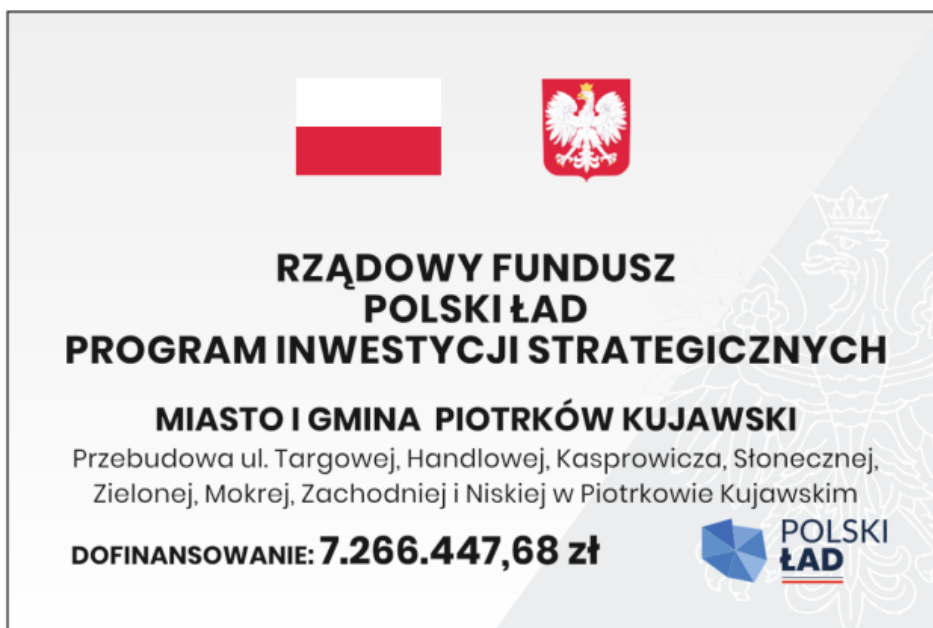 RZĄDOWY FUNDUSZ
POLSKI ŁAD
PROGRAM INWESTYCJI STRATEGICZNYCH
MIASTO I GMINA PIOTRKÓW KUJAWSKI
Przebudowa ul. Targowej, Handlowej, Kasprowicza, Słonecznej,
Zielonej, Mokrej, Zachodniej i Niskiej w Piotrkowie Kujawskim
DOFINANSOWANIE: 7.266.447,68 zł
POLSKI
ŁAD